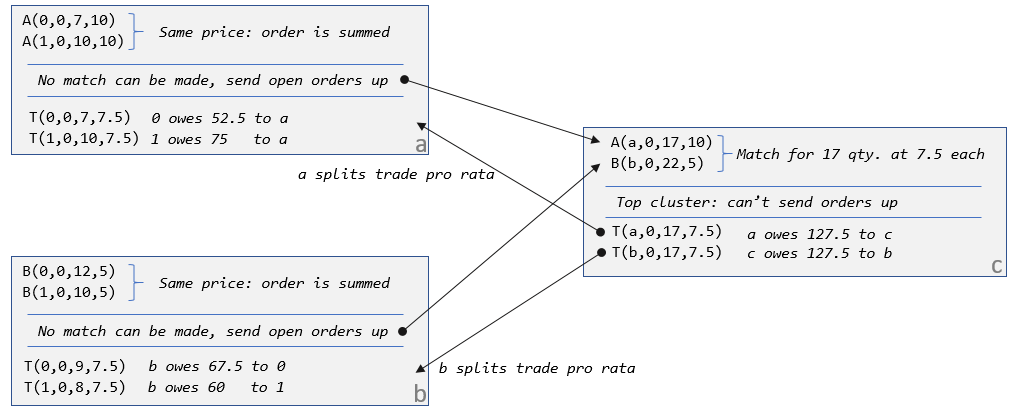 A(0,0,7,10)
A(1,0,10,10)
Same price: order is summed
No match can be made, send open orders up
T(0,0,7,7.5) 0 owes 52.5 to a
T(1,0,10,7.5) 1 owes 75 to a
a
a splits trade pro rata
A(a,0,17,10)
B(b,0,22,5)
Match for 17 qty. at 7.5 each
Top cluster: can't send orders up
T(a,0,17,7.5) a owes 127.5 to c
T(b,0,17,7.5) c owes 127.5 to b
c
B(0,0,12,5)
B(1,0,10,5)
Same price: order is summed
No match can be made, send open orders up
T(0,0,9,7.5) b owes 67.5 to 0
T(1,0,8,7.5) b owes 60 to 1
b
b splits trade pro rata